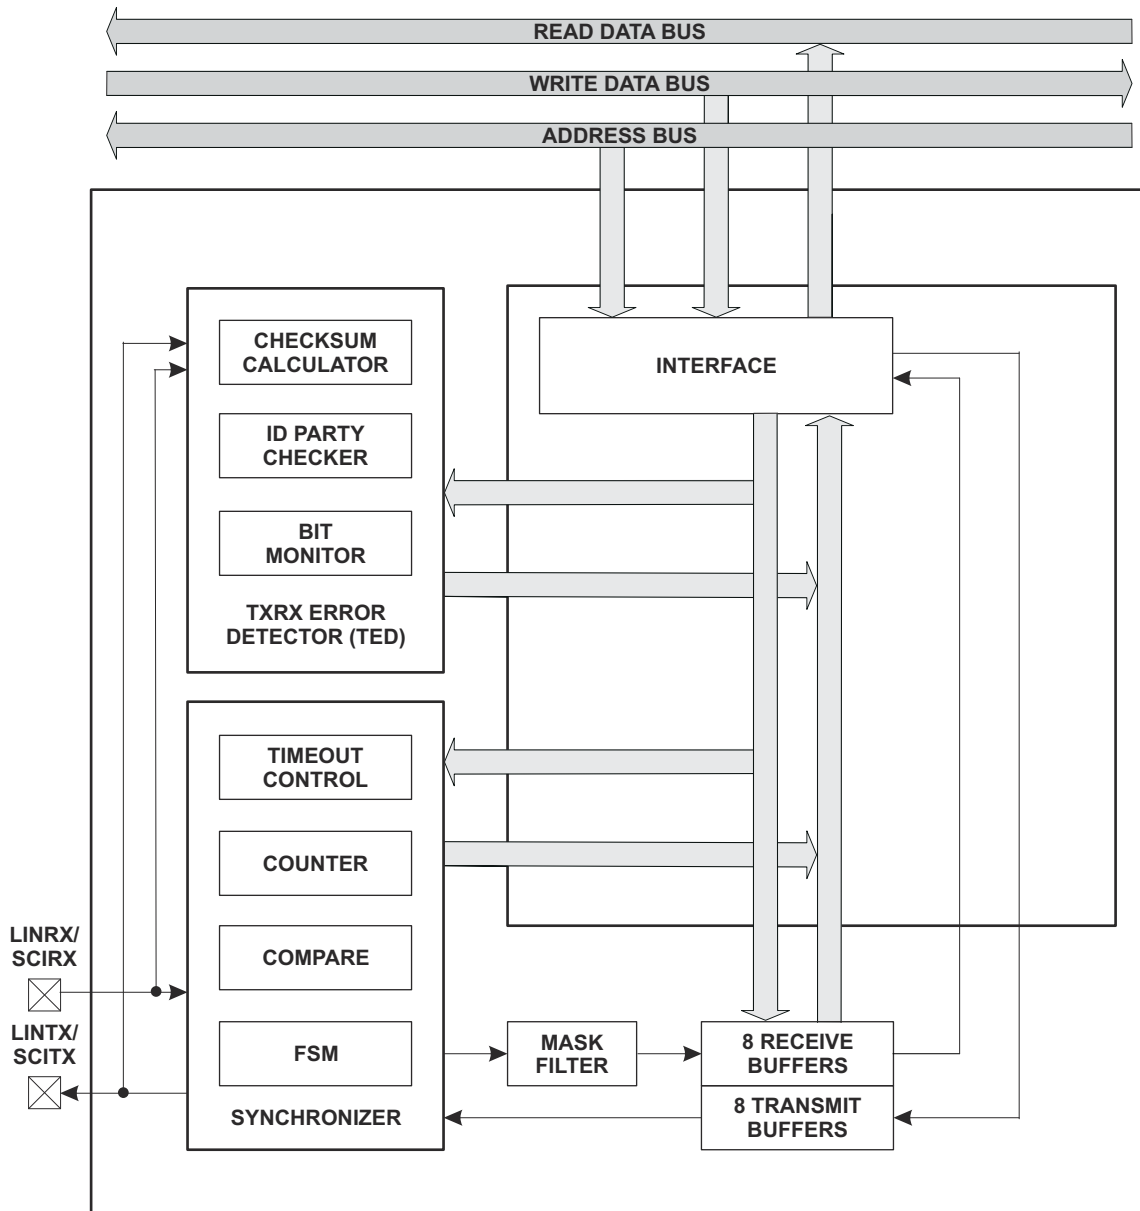 READ DATA BUS
WRITE DATA BUS
ADDRESS BUS
CHECKSUM
CALCULATOR
INTERFACE
ID PARTY
CHECKER
BIT
MONITOR
TXRX ERROR
DETECTOR (TED)
TIMEOUT
CONTROL
COUNTER
COMPARE
LINRX/
SCIRX
LINTX/
SCITX
FSM
SYNCHRONIZER
MASK
FILTER
8 RECEIVE
BUFFERS
8 TRANSMIT
BUFFERS